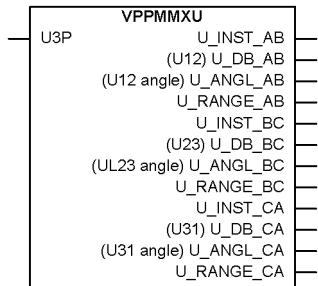 VPPMMXU
U3P U_INST_AB
(U12) U_DB_AB
(U12 angle) U_ANGL_AB
U_RANGE_AB
U_INST_BC
(U23) U_DB_BC
(UL23 angle) U_ANGL_BC
U_RANGE_BC
U_INST_CA
(U31) U_DB_CA
(U31 angle) U_ANGL_CA
U_RANGE_CA